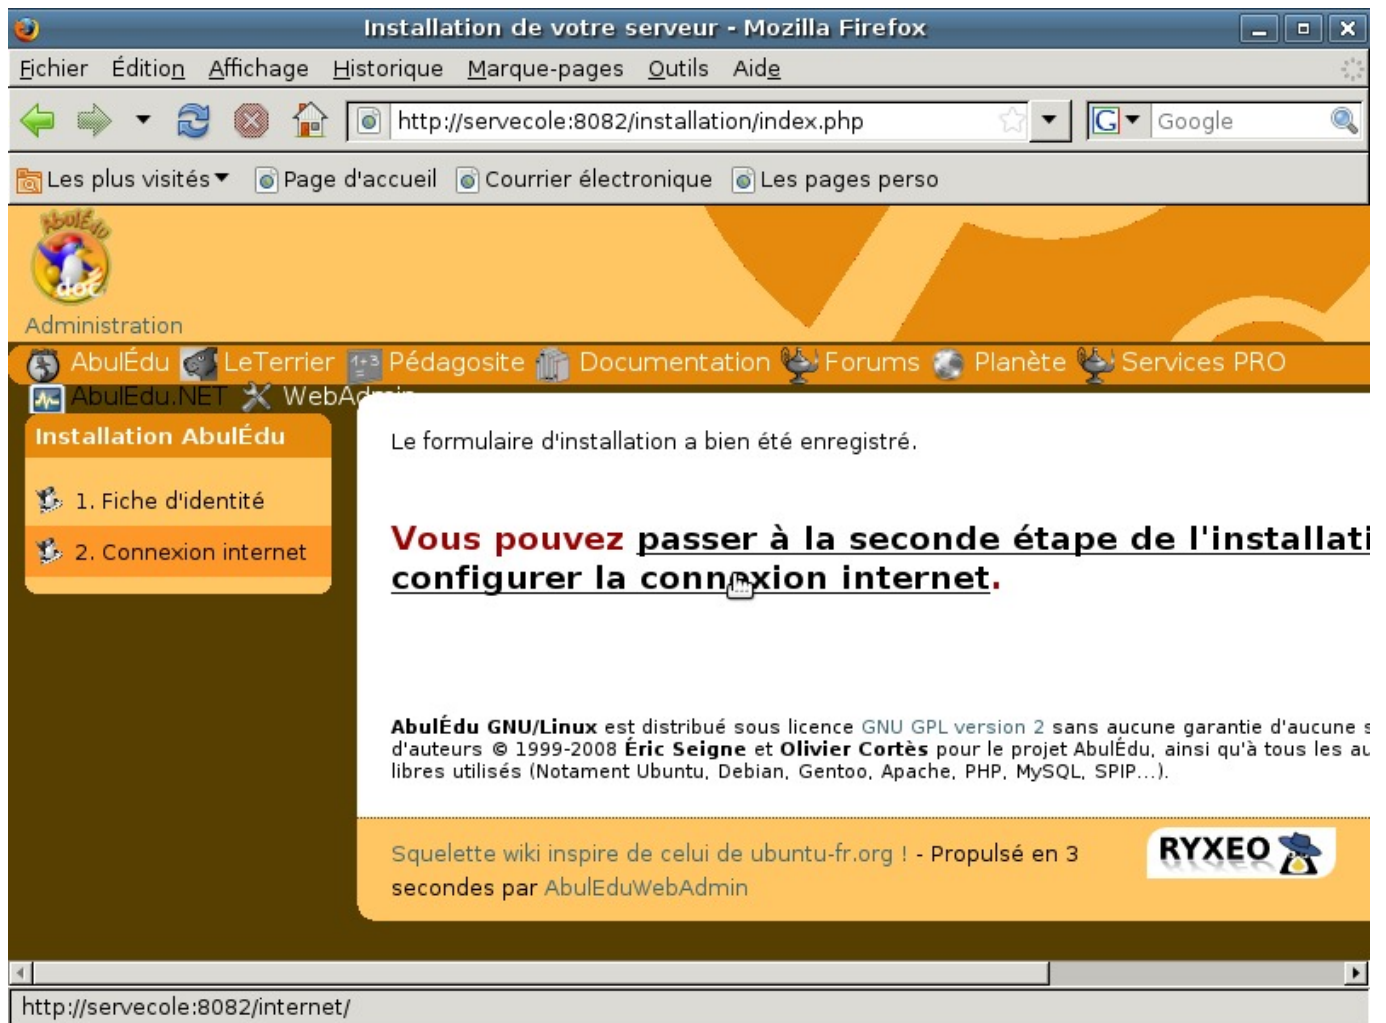 Installation de votre serveur - Mozilla Firefox
Fichier Édition Affichage Historique Marque-pages Outils Aide
http://servecole:8082/installation/index.php G Google
Les plus visités Page d'accueil Courrier électronique Les pages perso
AbulÉdu
doc
Administration
AbulÉdu LeTerrier 1+3 Pédagosite Documentation Forums Planète Services PRO
AbulEdu.NET WebAdmin
Installation AbulÉdu
1. Fiche d'identité
2. Connexion internet
Le formulaire d'installation a bien été enregistré.
Vous pouvez passer à la seconde étape de l'installati
configurer la connexion internet.
AbulÉdu GNU/Linux est distribué sous licence GNU GPL version 2 sans aucune garantie d'aucune s
d'auteurs © 1999-2008 Éric Seigne et Olivier Cortès pour le projet AbulÉdu, ainsi qu'à tous les au
libres utilisés (Notament Ubuntu, Debian, Gentoo, Apache, PHP, MySQL, SPIP...).
Squelette wiki inspire de celui de ubuntu-fr.org ! - Propulsé en 3
secondes par AbulEduWebAdmin
RYXEO
http://servecole:8082/internet/